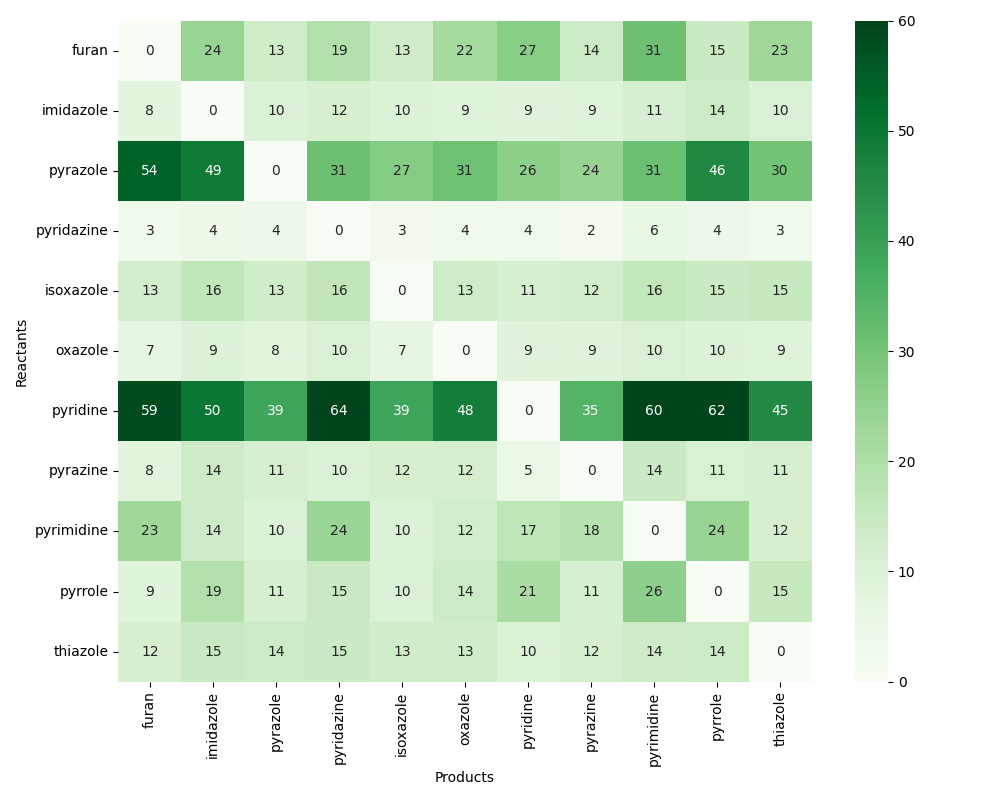 furan 0 24 13 19 13 22 27 14 31 15 23
imidazole 8 0 10 12 10 9 9 9 11 14 10
pyrazole 54 49 0 31 27 31 26 24 31 46 30
pyridazine 3 4 4 0 3 4 4 2 6 4 3
isoxazole 13 16 13 16 0 13 11 12 16 15 15
oxazole 7 9 8 10 7 0 9 9 10 10 9
pyridine 59 50 39 64 39 48 0 35 60 62 45
pyrazine 8 14 11 10 12 12 5 0 14 11 11
pyrimidine 23 14 10 24 10 12 17 18 0 24 12
pyrrole 9 19 11 15 10 14 21 11 26 0 15
thiazole 12 15 14 15 13 13 10 12 14 14 0
furan imidazole pyrazole pyridazine isoxazole oxazole pyridine pyrazine pyrimidine pyrrole thiazole
Reactants
Products
60
50
40
30
20
10
0